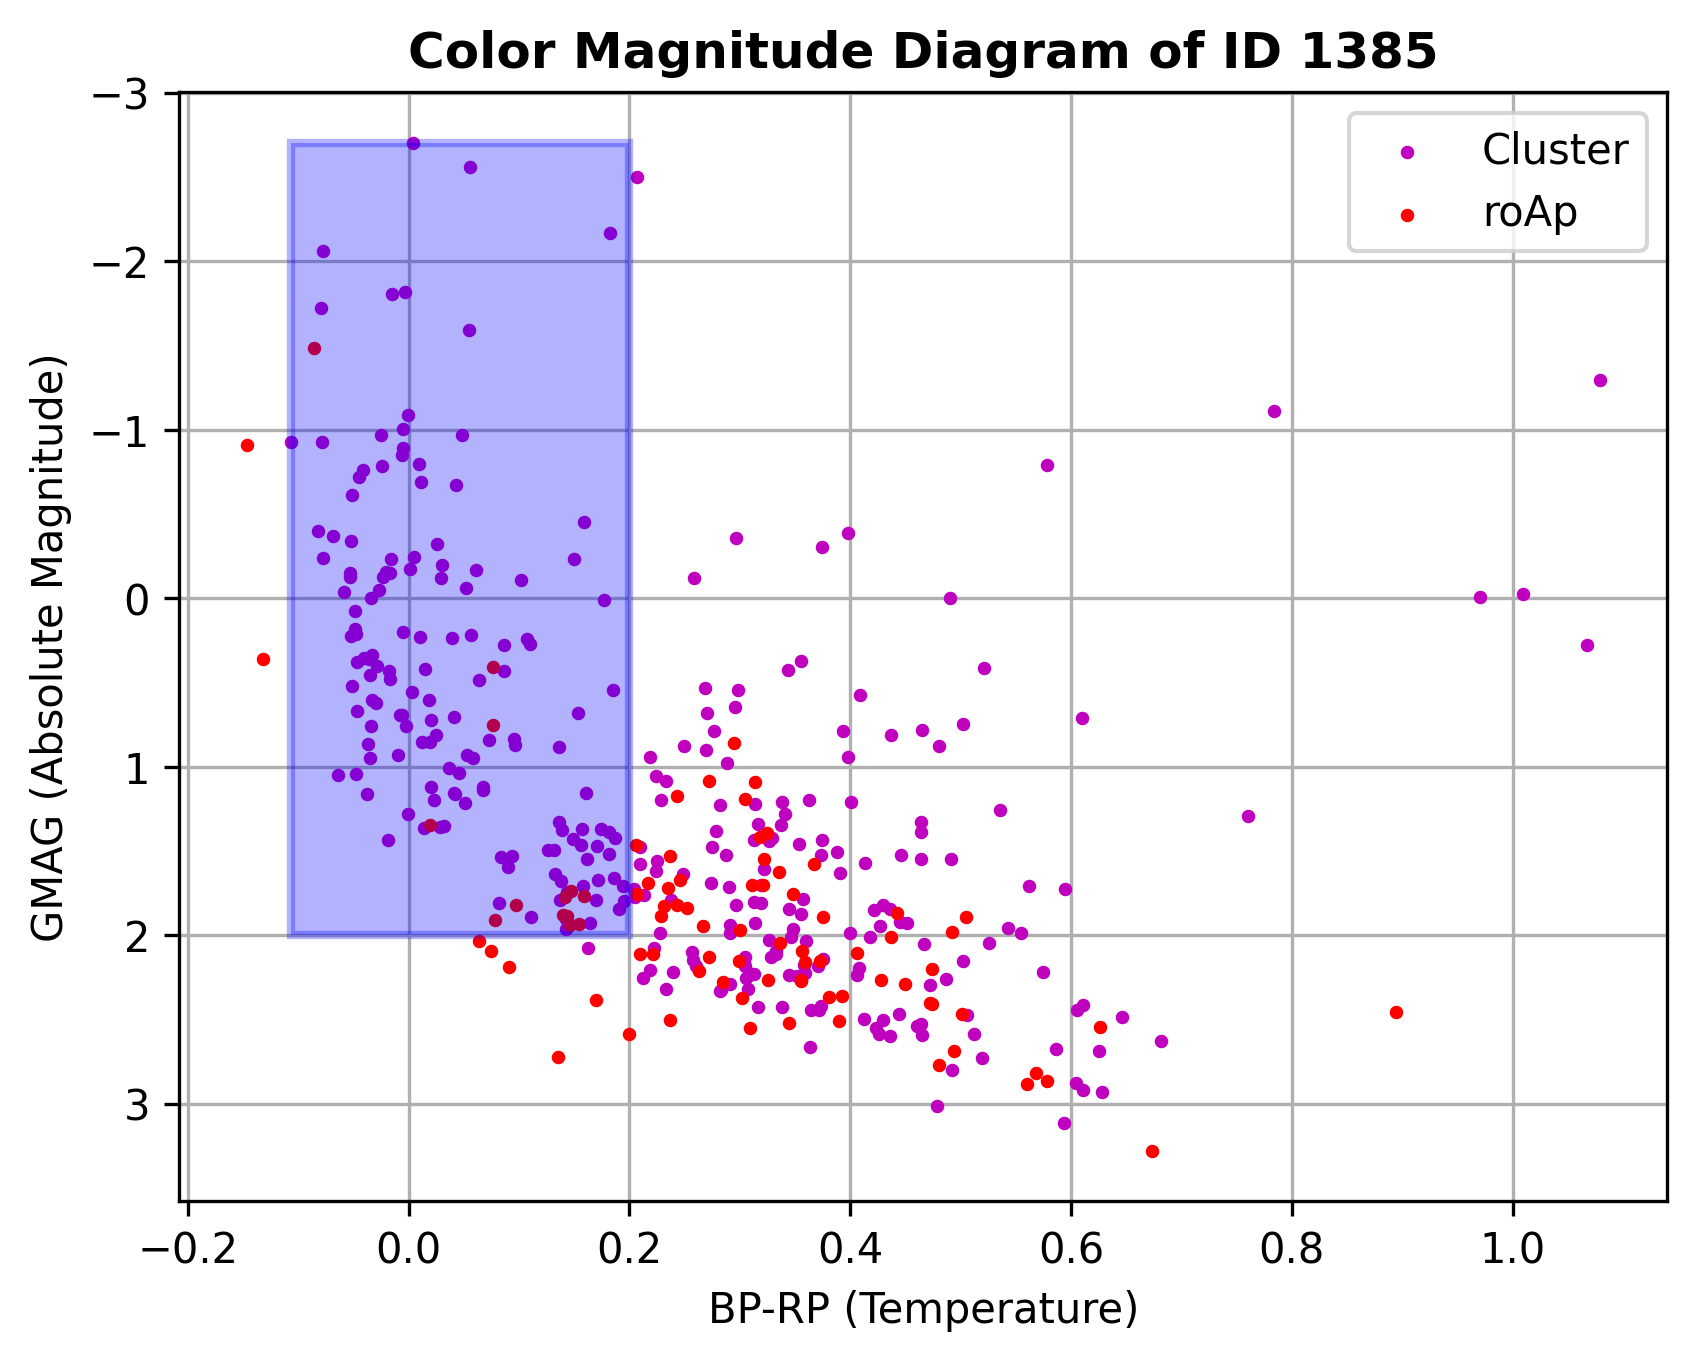 Color Magnitude Diagram of ID 1385
Cluster
roAp
GMAG (Absolute Magnitude)
−3
−2
−1
0
1
2
3
−0.2 0.0 0.2 0.4 0.6 0.8 1.0
BP-RP (Temperature)